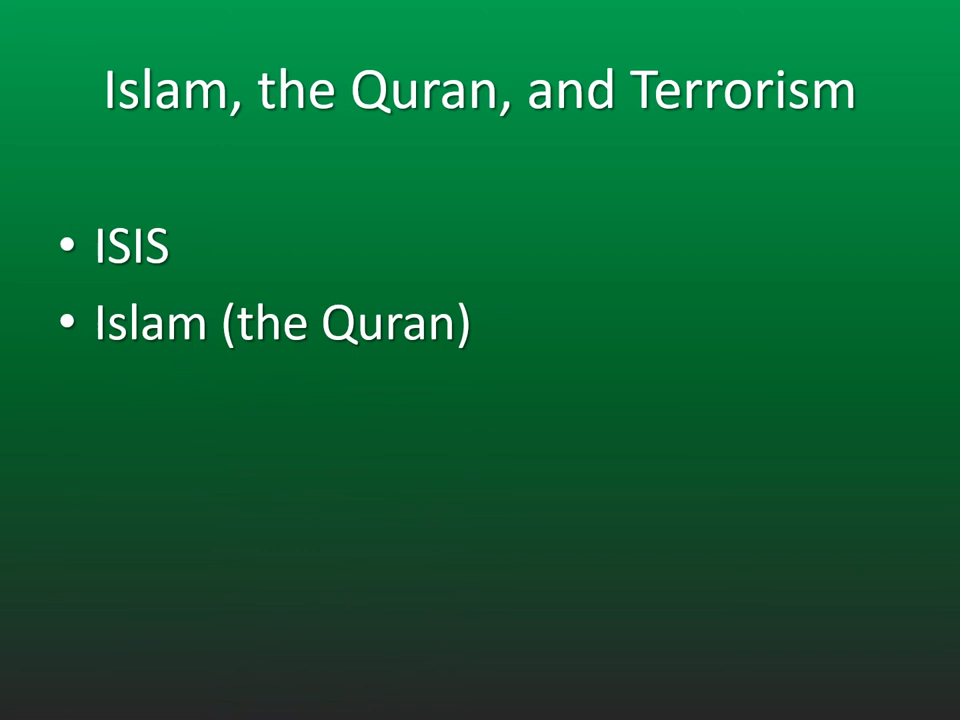 Islam, the Quran, and Terrorism
• ISIS
• Islam (the Quran)